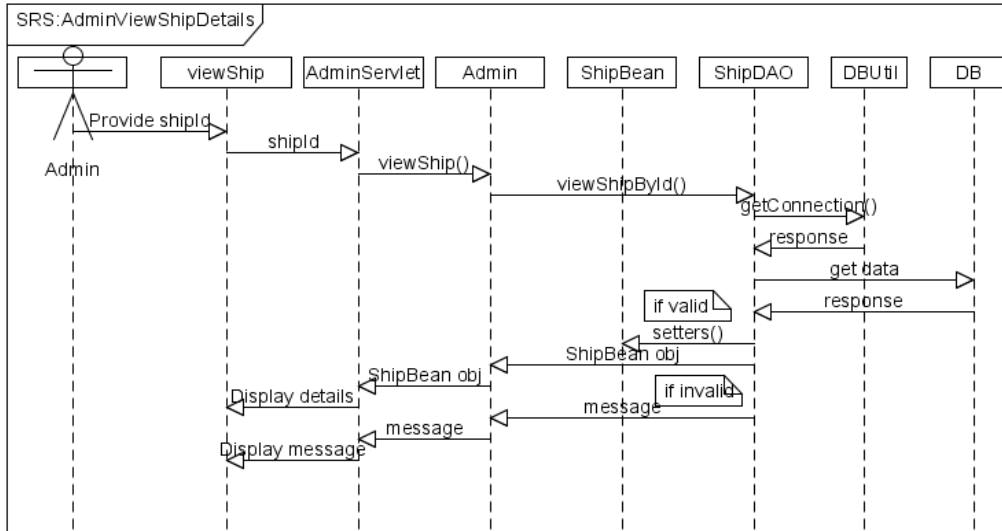 SRS:AdminViewShipDetails
viewShip
AdminServlet
Admin
ShipBean
ShipDAO
DBUtil
DB
Provide shipId
Admin
shipId
viewShip()
viewShipById()
getConnection()
response
get data
response
if valid
setters()
ShipBean obj
ShipBean obj
Display details
if invalid
message
message
Display message